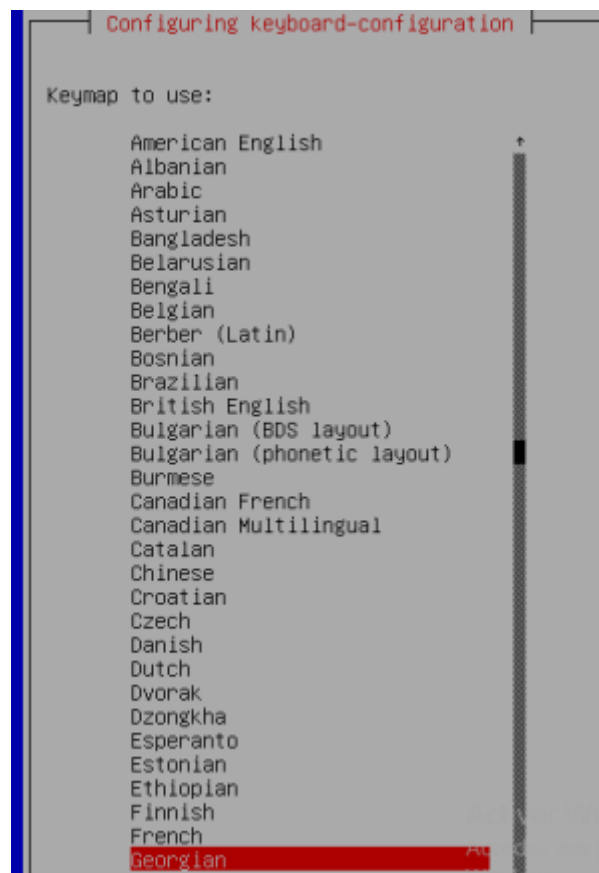 Configuring keyboard-configuration
Keymap to use:
American English
Albanian
Arabic
Asturian
Bangladesh
Belarusian
Bengali
Belgian
Berber (Latin)
Bosnian
Brazilian
British English
Bulgarian (BDS layout)
Bulgarian (phonetic layout)
Burmese
Canadian French
Canadian Multilingual
Catalan
Chinese
Croatian
Czech
Danish
Dutch
Dvorak
Dzongkha
Esperanto
Estonian
Ethiopian
Finnish
French
Georgian